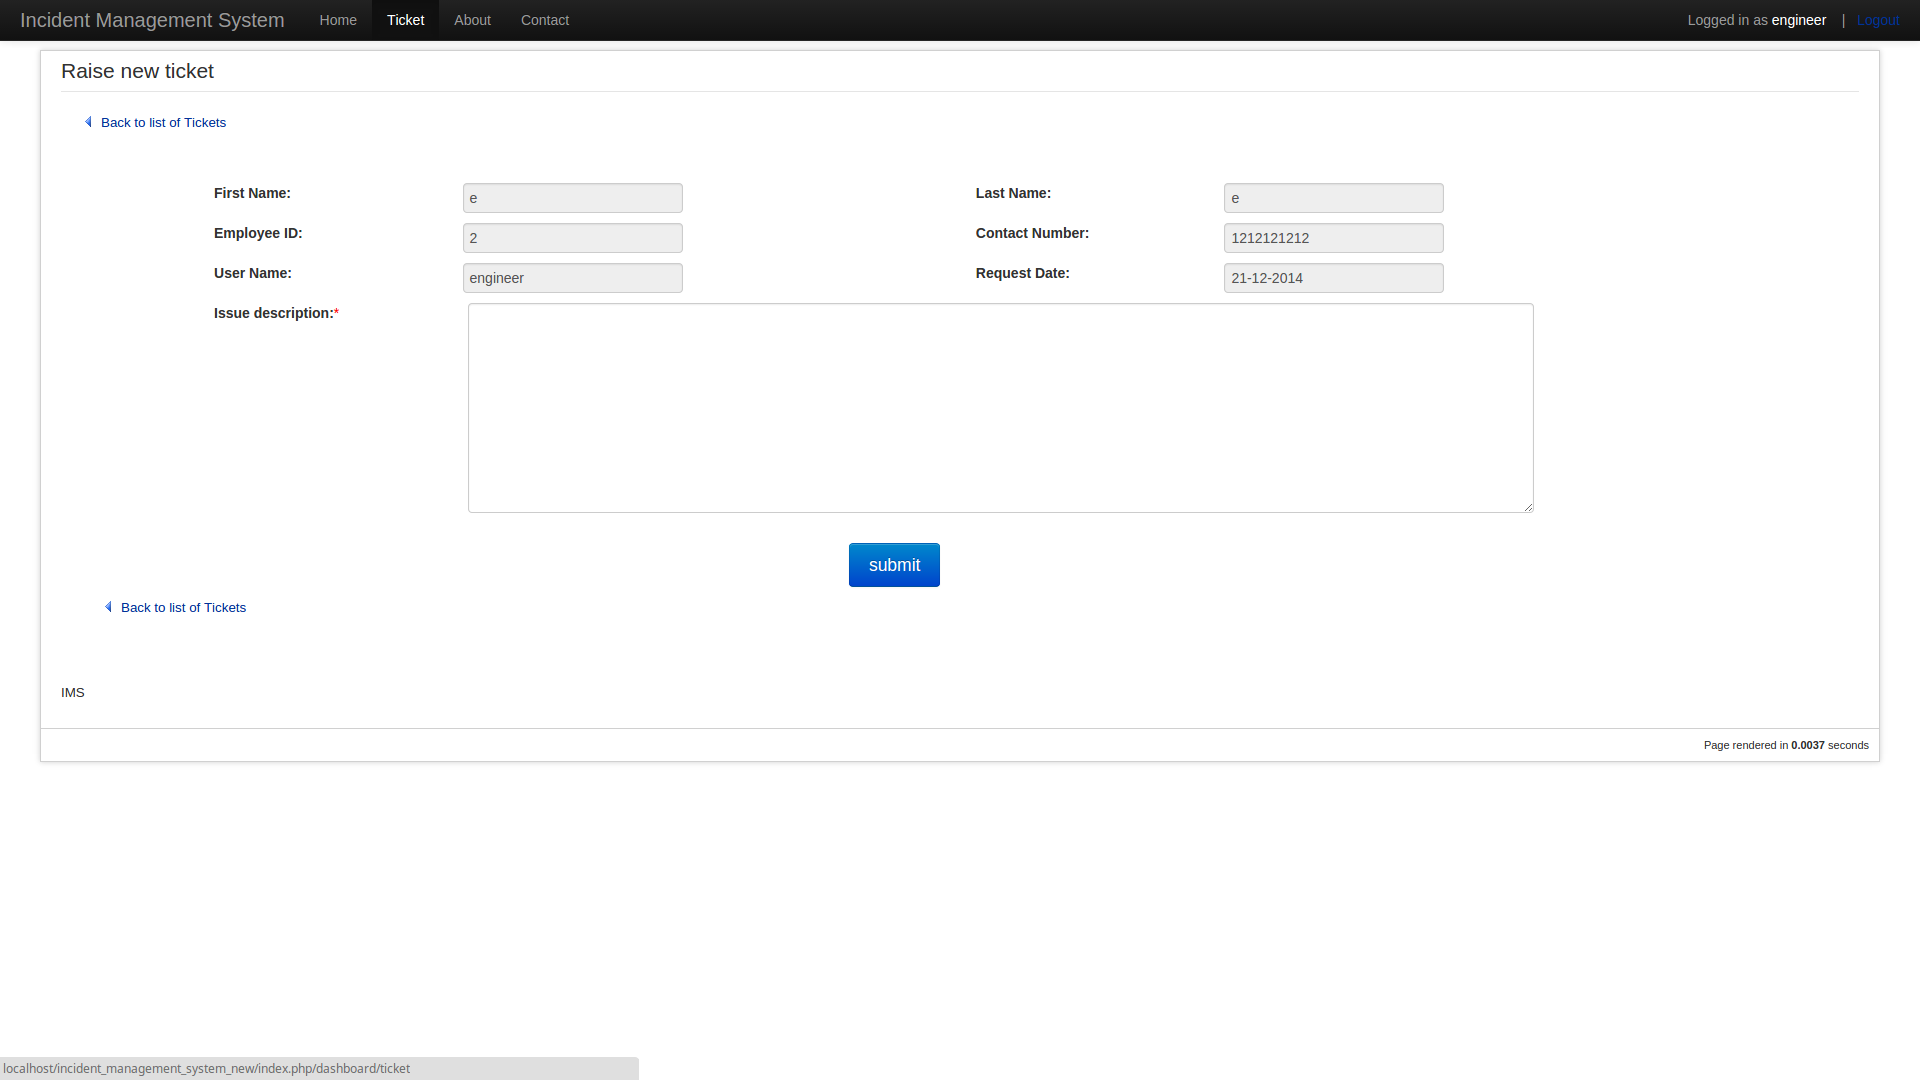 Incident Management System Home Ticket About Contact Logged in as engineer | Logout
Raise new ticket
Back to list of Tickets
First Name: e Last Name: e
Employee ID: 2 Contact Number: 1212121212
User Name: engineer Request Date: 21-12-2014
Issue description:*
submit
Back to list of Tickets
IMS
Page rendered in 0.0037 seconds
localhost/incident_management_system_new/index.php/dashboard/ticket